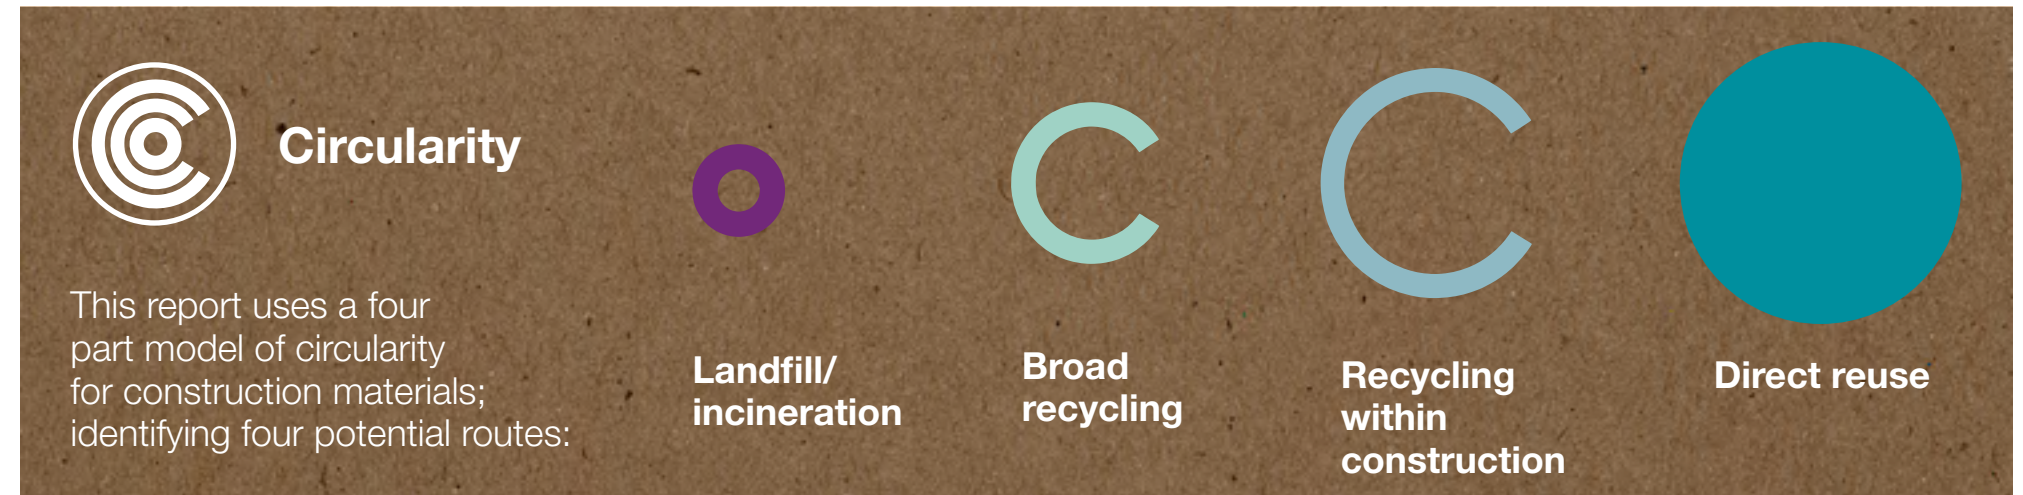 Circularity
This report uses a four
part model of circularity
for construction materials;
identifying four potential routes:
Landfill/
incineration
Broad
recycling
Recycling
within
construction
Direct reuse